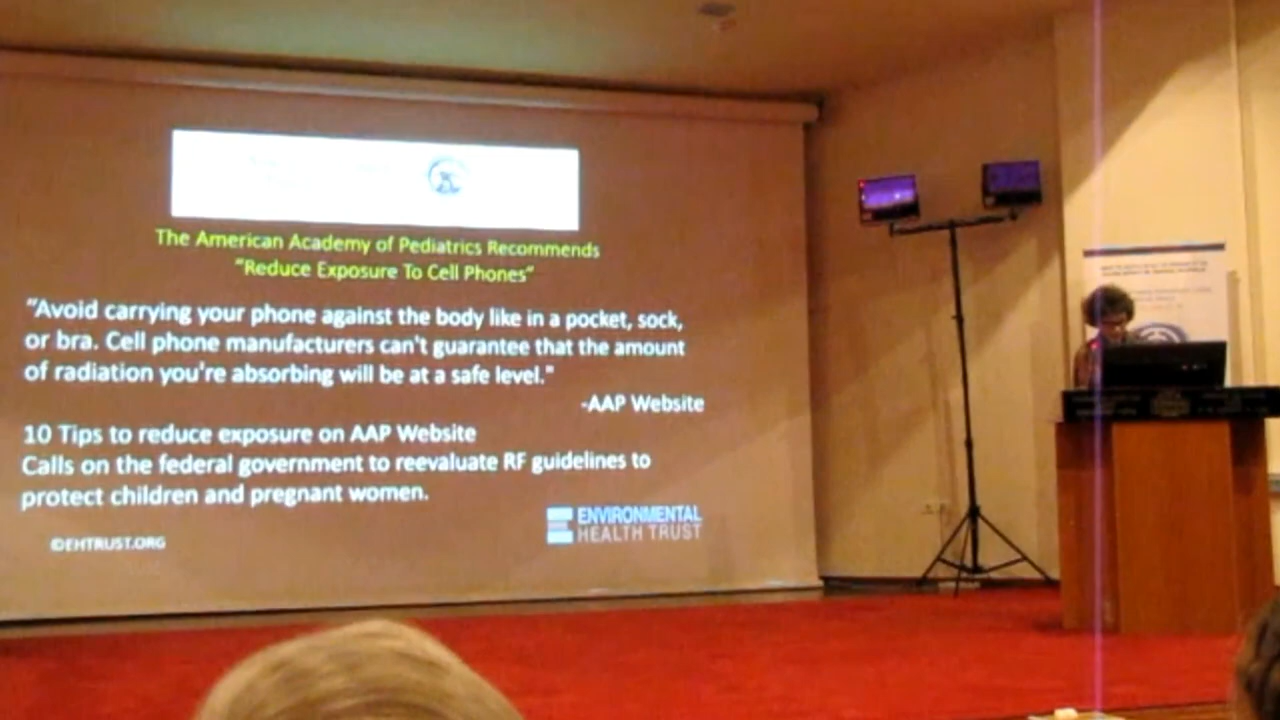 The American Academy of Pediatrics Recommends
"Reduce Exposure To Cell Phones"
"Avoid carrying your phone against the body like in a pocket, sock,
or bra. Cell phone manufacturers can't guarantee that the amount
of radiation you're absorbing will be at a safe level."
-AAP Website
10 Tips to reduce exposure on AAP Website
Calls on the federal government to reevaluate RF guidelines to
protect children and pregnant women.
ENVIRONMENTAL
HEALTH TRUST
©EHTRUST.ORG